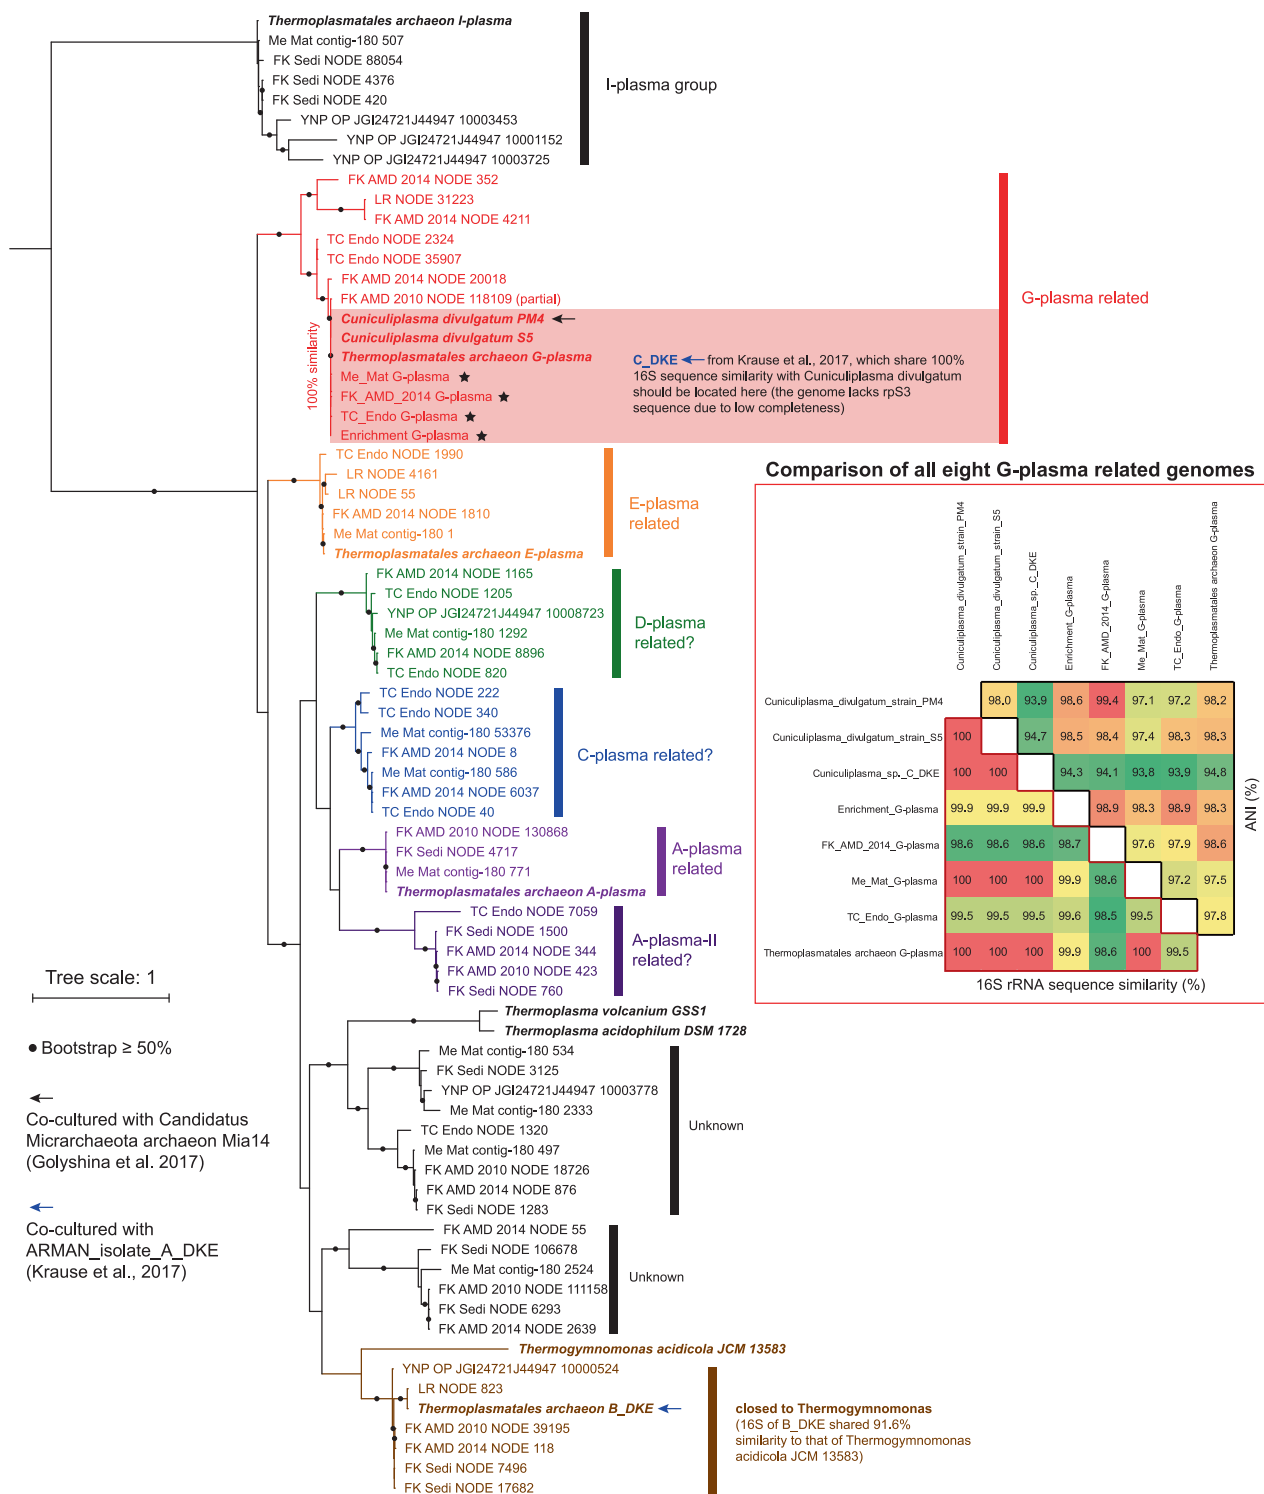 Thermoplasmatales archaeon I-plasma
Me Mat contig-180 507
FK Sedi NODE 88054
FK Sedi NODE 4376
FK Sedi NODE 420
YNP OP JGI24721J44947 10003453
YNP OP JGI24721J44947 10001152
YNP OP JGI24721J44947 10003725
I-plasma group
FK AMD 2014 NODE 352
LR NODE 31223
FK AMD 2014 NODE 4211
TC Endo NODE 2324
TC Endo NODE 35907
FK AMD 2014 NODE 20018
FK AMD 2010 NODE 118109 (partial)
Cuniculiplasma divulgatum PM4
Cuniculiplasma divulgatum S5
Thermoplasmatales archaeon G-plasma
Me_Mat G-plasma ★
FK_AMD_2014 G-plasma ★
TC_Endo G-plasma ★
Enrichment G-plasma ★
100% similarity
C_DKE ← from Krause et al., 2017, which share 100%
16S sequence similarity with Cuniculiplasma divulgatum
should be located here (the genome lacks rpS3
sequence due to low completeness)
G-plasma related
TC Endo NODE 1990
LR NODE 4161
LR NODE 55
FK AMD 2014 NODE 1810
Me Mat contig-180 1
Thermoplasmatales archaeon E-plasma
E-plasma
related
FK AMD 2014 NODE 1165
TC Endo NODE 1205
YNP OP JGI24721J44947 10008723
Me Mat contig-180 1292
FK AMD 2014 NODE 8896
TC Endo NODE 820
D-plasma
related?
TC Endo NODE 222
TC Endo NODE 340
Me Mat contig-180 53376
FK AMD 2014 NODE 8
Me Mat contig-180 586
FK AMD 2014 NODE 6037
TC Endo NODE 40
C-plasma related?
FK AMD 2010 NODE 130868
FK Sedi NODE 4717
Me Mat contig-180 771
Thermoplasmatales archaeon A-plasma
A-plasma
related
TC Endo NODE 7059
FK Sedi NODE 1500
FK AMD 2014 NODE 344
FK AMD 2010 NODE 423
FK Sedi NODE 760
A-plasma-II
related?
Thermoplasma volcanium GSS1
Thermoplasma acidophilum DSM 1728
Me Mat contig-180 534
FK Sedi NODE 3125
YNP OP JGI24721J44947 10003778
Me Mat contig-180 2333
TC Endo NODE 1320
Me Mat contig-180 497
FK AMD 2010 NODE 18726
FK AMD 2014 NODE 876
FK Sedi NODE 1283
Unknown
FK AMD 2014 NODE 55
FK Sedi NODE 106678
Me Mat contig-180 2524
FK AMD 2010 NODE 111158
FK Sedi NODE 6293
FK AMD 2014 NODE 2639
Unknown
Thermogymnomonas acidicola JCM 13583
YNP OP JGI24721J44947 10000524
LR NODE 823
Thermoplasmatales archaeon B_DKE
FK AMD 2010 NODE 39195
FK AMD 2014 NODE 118
FK Sedi NODE 7496
FK Sedi NODE 17682
closed to Thermogymnomonas
(16S of B_DKE shared 91.6%
similarity to that of Thermogymnomonas
acidicola JCM 13583)
Tree scale: 1
Bootstrap ≥ 50%
Co-cultured with Candidatus
Micrarchaeota archaeon Mia14
(Golyshina et al. 2017)
Co-cultured with
ARMAN_isolate_A_DKE
(Krause et al., 2017)
Comparison of all eight G-plasma related genomes
Cuniculiplasma_divulgatum_strain_PM4
Cuniculiplasma_divulgatum_strain_S5
Cuniculiplasma_sp._C_DKE
Enrichment_G-plasma
FK_AMD_2014_G-plasma
Me_Mat_G-plasma
TC_Endo_G-plasma
Thermoplasmatales archaeon G-plasma
Cuniculiplasma_divulgatum_strain_PM4 98.0 93.9 98.6 99.4 97.1 97.2 98.2
Cuniculiplasma_divulgatum_strain_S5 100 94.7 98.5 98.4 97.4 98.3 98.3
Cuniculiplasma_sp._C_DKE 100 100 94.3 94.1 93.8 93.9 94.8
Enrichment_G-plasma 99.9 99.9 99.9 98.9 98.3 98.9 98.3
FK_AMD_2014_G-plasma 98.6 98.6 98.6 98.7 97.6 97.9 98.6
Me_Mat_G-plasma 100 100 100 99.9 98.6 97.2 97.5
TC_Endo_G-plasma 99.5 99.5 99.5 99.6 98.5 99.5 97.8
Thermoplasmatales archaeon G-plasma 100 100 100 99.9 98.6 100 99.5
ANI (%)
16S rRNA sequence similarity (%)